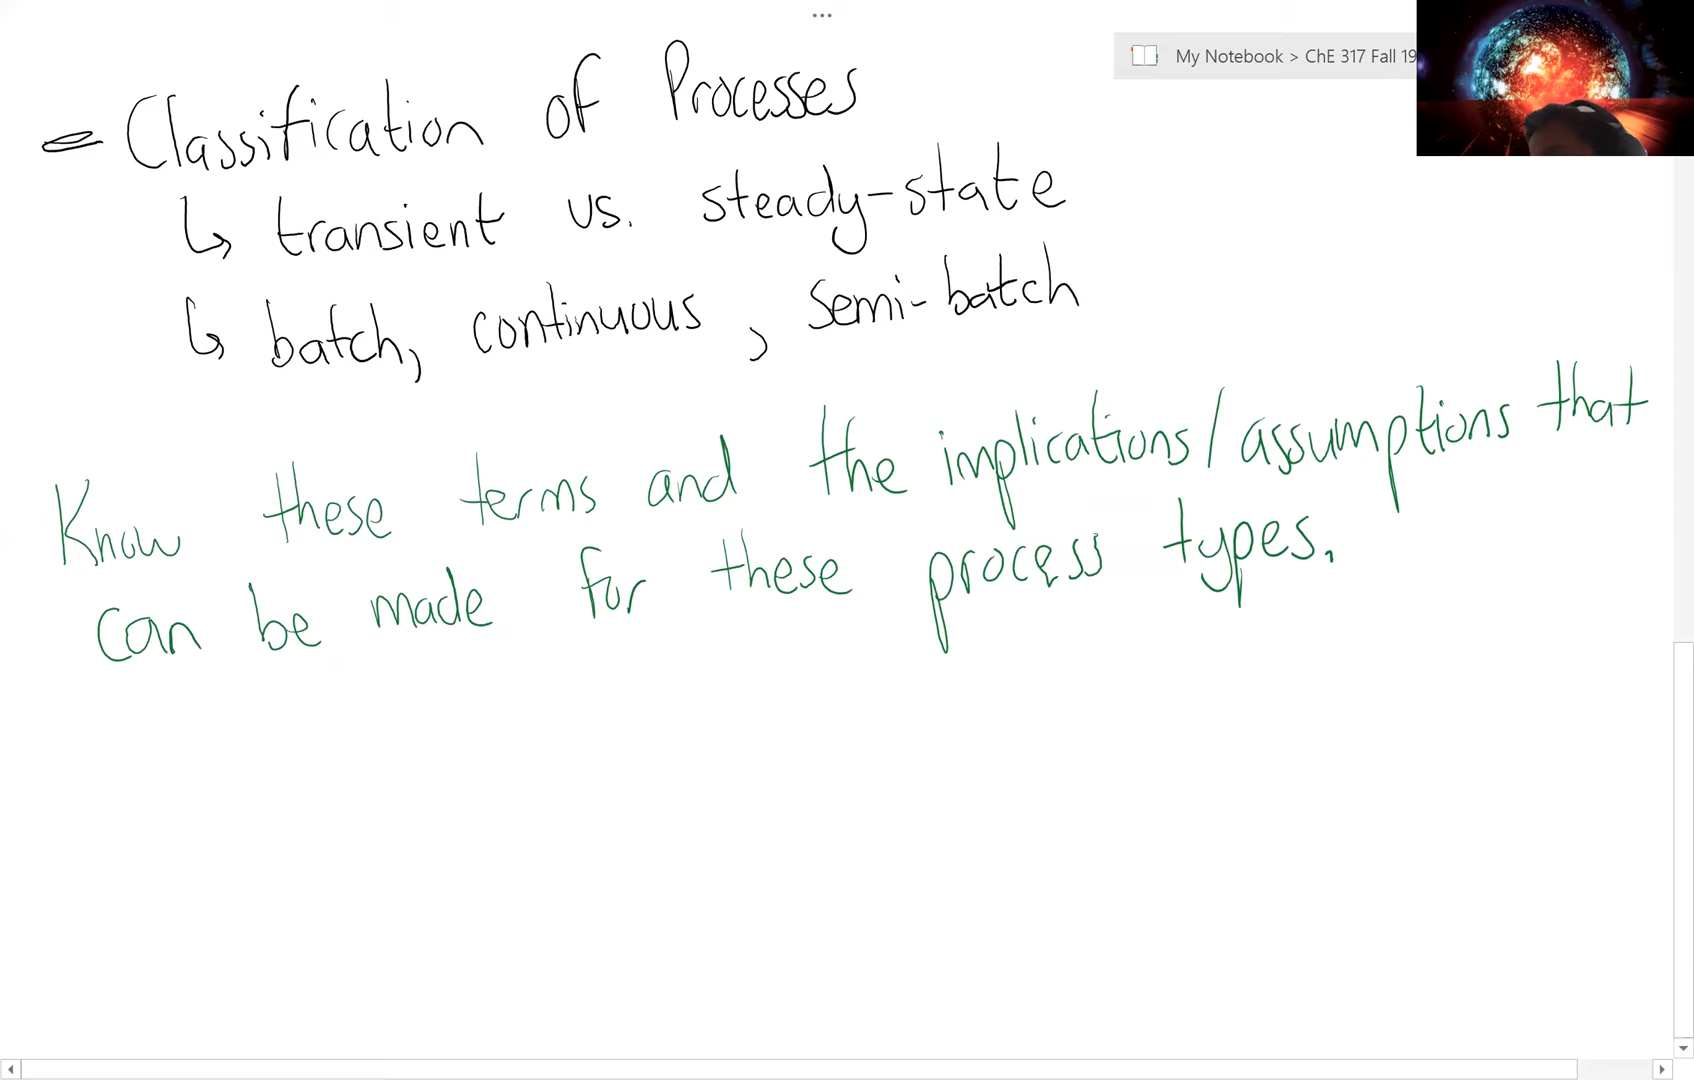 ...
My Notebook > ChE 317 Fall 19
- Classification of Processes
↳ transient vs. steady-state
↳ batch, continuous, semi-batch
Know these terms and the implications/assumptions that
can be made for these process types.